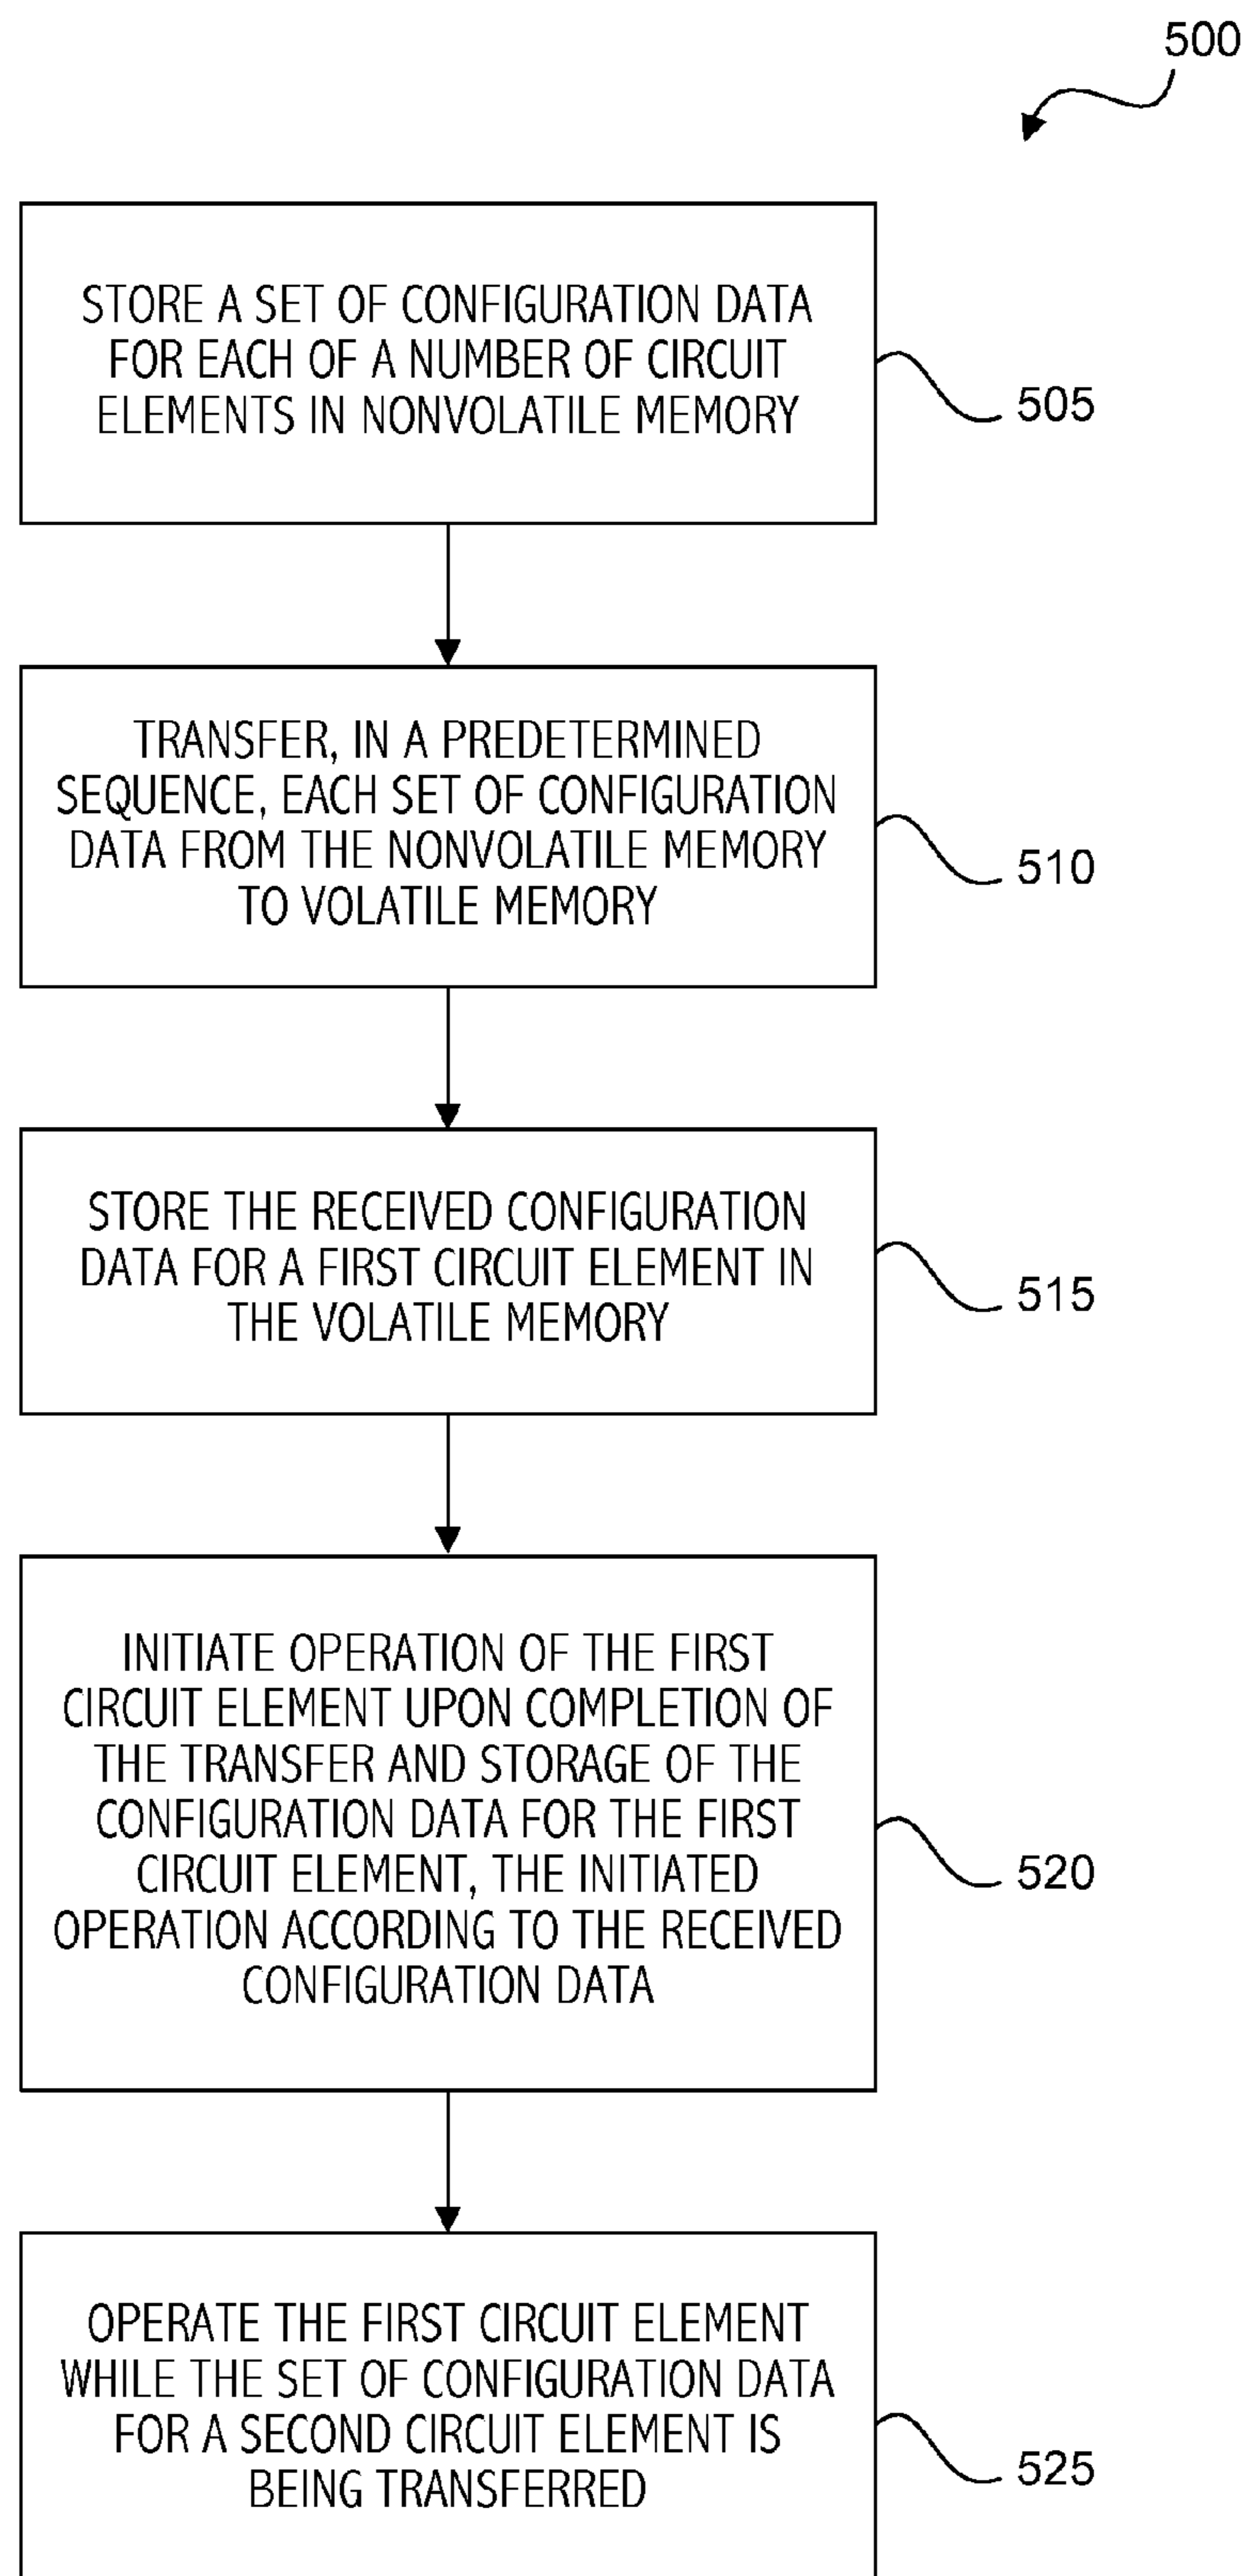 500
STORE A SET OF CONFIGURATION DATA
FOR EACH OF A NUMBER OF CIRCUIT
ELEMENTS IN NONVOLATILE MEMORY
505
TRANSFER, IN A PREDETERMINED
SEQUENCE, EACH SET OF CONFIGURATION
DATA FROM THE NONVOLATILE MEMORY
TO VOLATILE MEMORY
510
STORE THE RECEIVED CONFIGURATION
DATA FOR A FIRST CIRCUIT ELEMENT IN
THE VOLATILE MEMORY
515
INITIATE OPERATION OF THE FIRST
CIRCUIT ELEMENT UPON COMPLETION OF
THE TRANSFER AND STORAGE OF THE
CONFIGURATION DATA FOR THE FIRST
CIRCUIT ELEMENT, THE INITIATED
OPERATION ACCORDING TO THE RECEIVED
CONFIGURATION DATA
520
OPERATE THE FIRST CIRCUIT ELEMENT
WHILE THE SET OF CONFIGURATION DATA
FOR A SECOND CIRCUIT ELEMENT IS
BEING TRANSFERRED
525